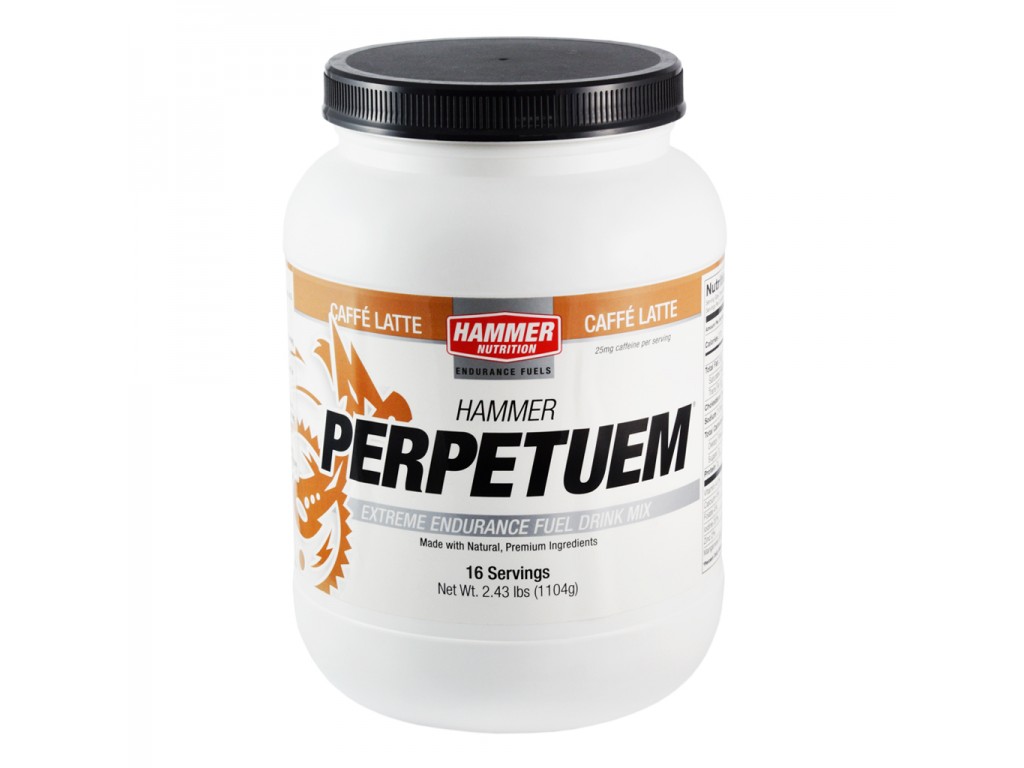 CAFFÉ LATTE
HAMMER
NUTRITION
ENDURANCE FUELS
CAFFÉ LATTE
25mg caffeine per serving
HAMMER
PERPETUEM
EXTREME ENDURANCE FUEL DRINK MIX
Made with Natural, Premium Ingredients
16 Servings
Net Wt. 2.43 lbs (1104g)